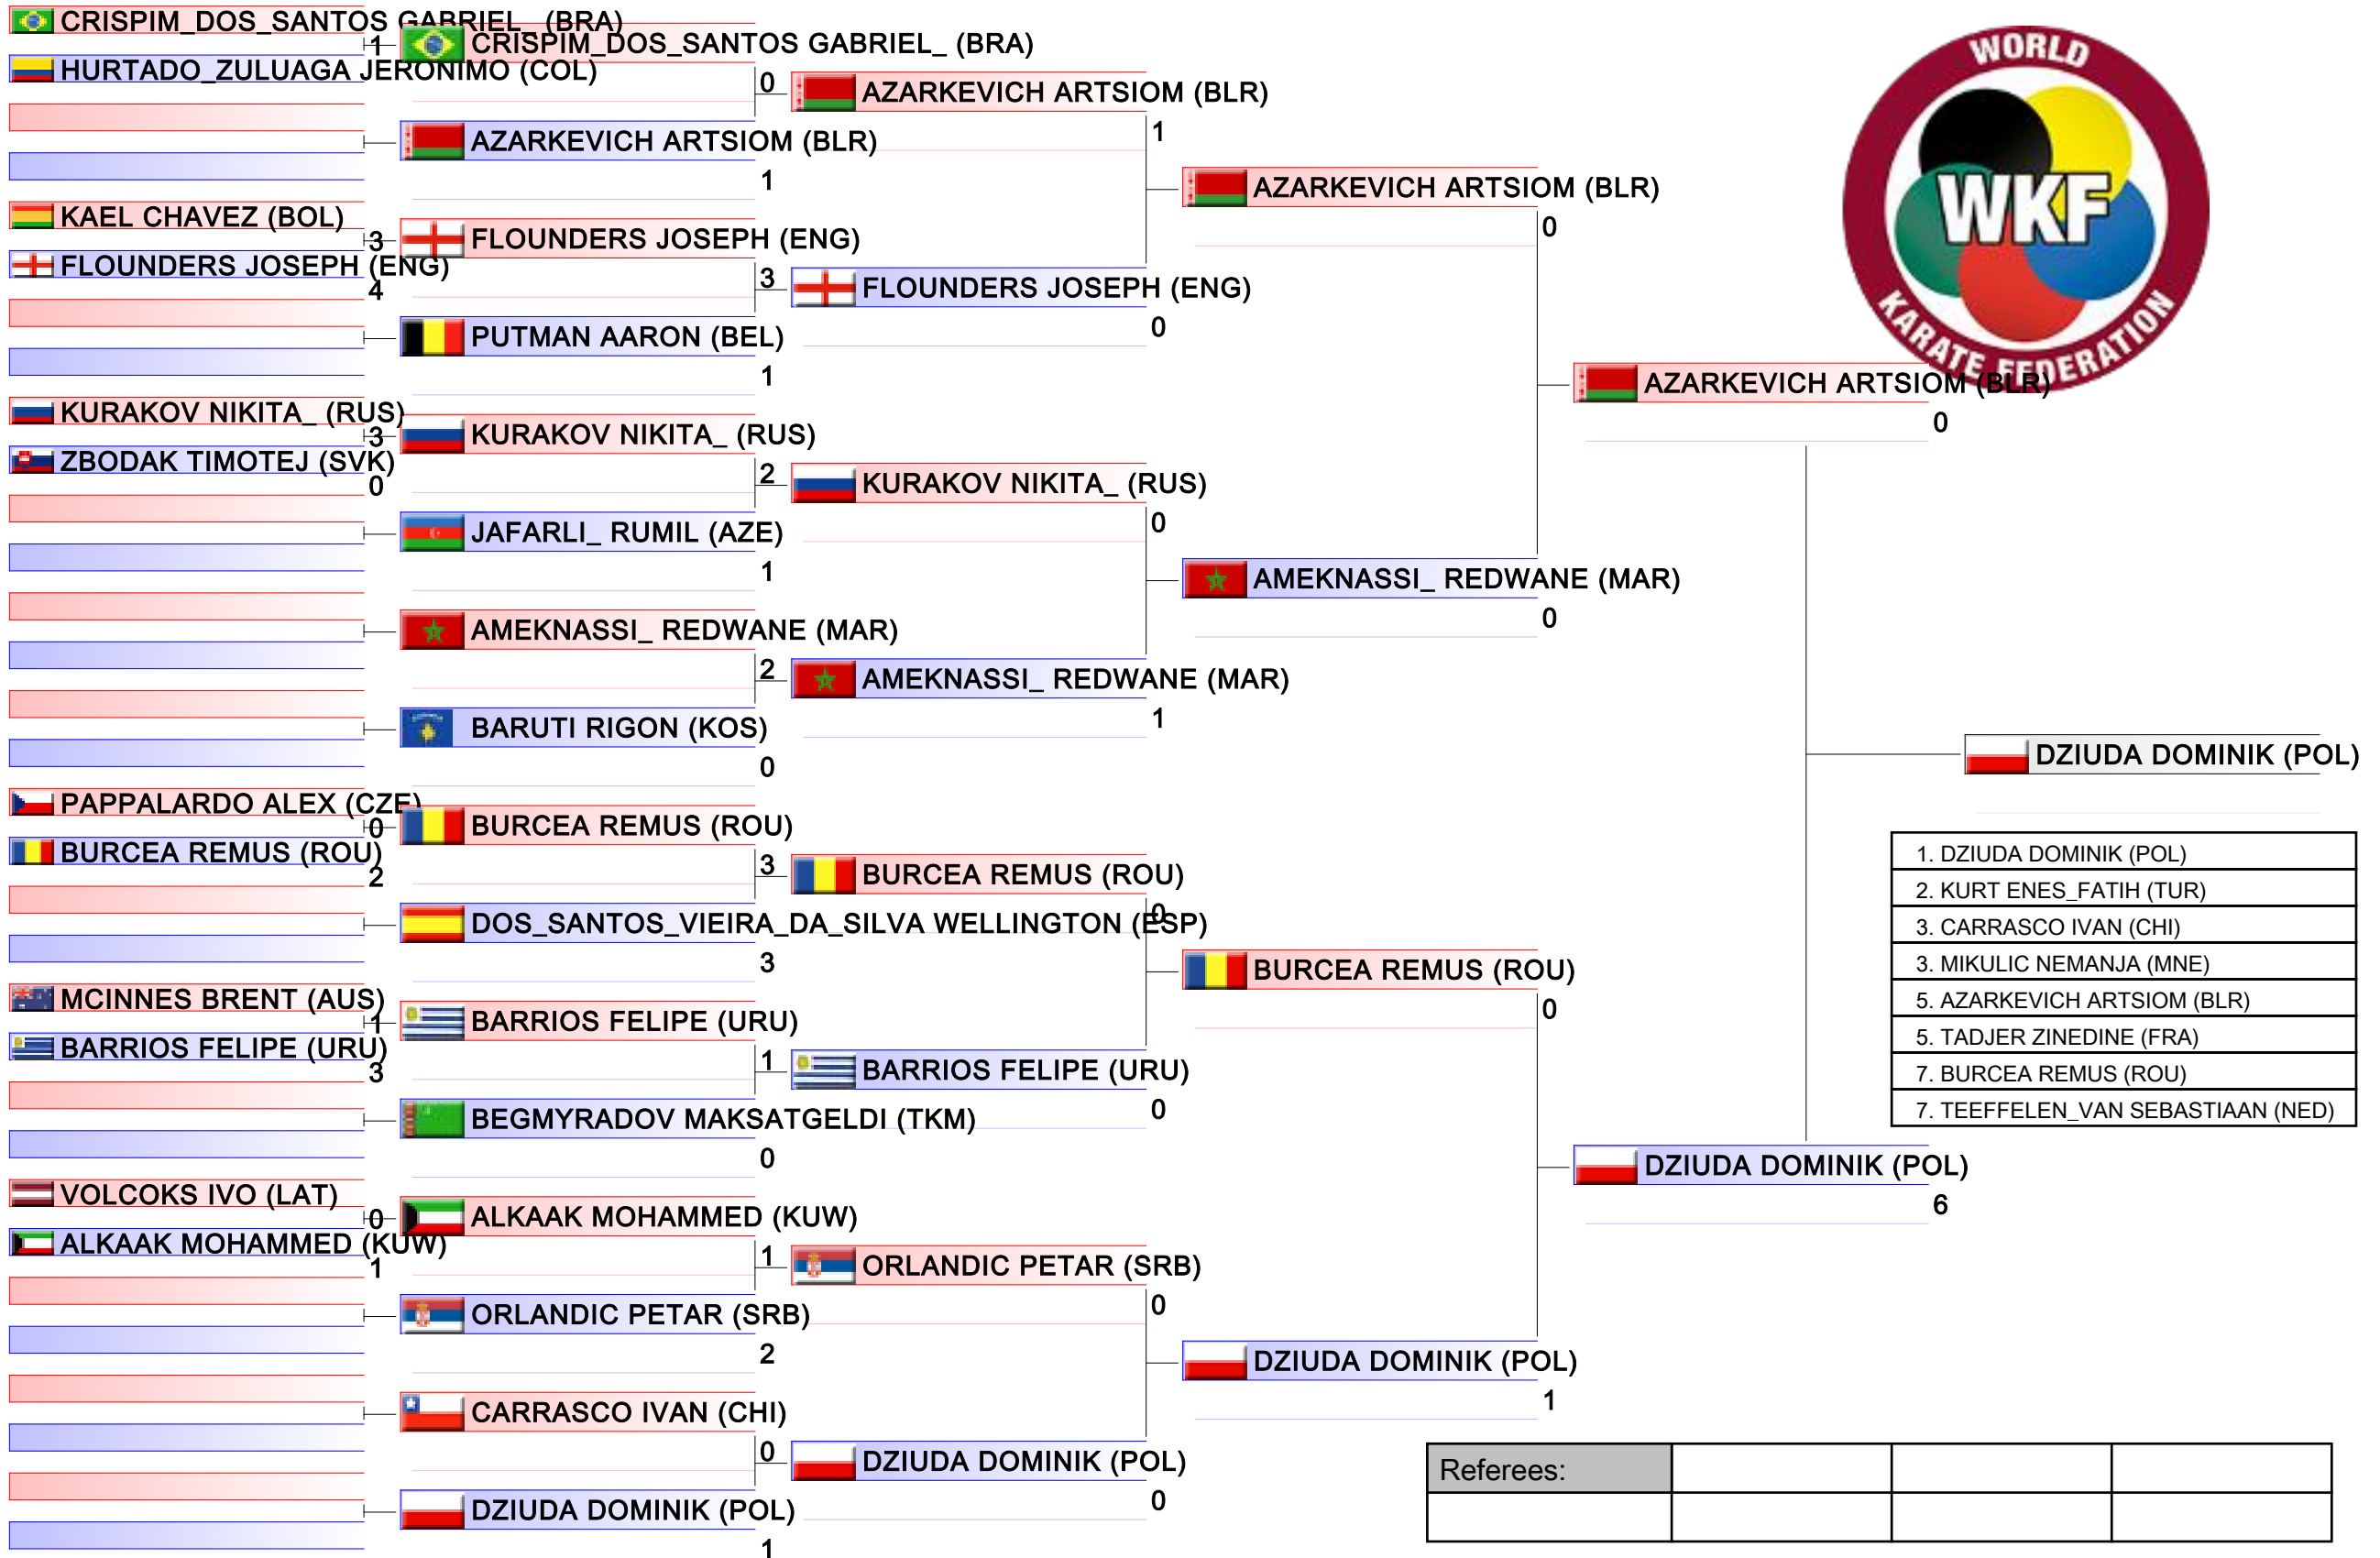 CRISPIM_DOS_SANTOS GABRIEL_ (BRA)
1
HURTADO_ZULUAGA JERONIMO (COL)
KAEL CHAVEZ (BOL)
3
FLOUNDERS JOSEPH (ENG)
4
KURAKOV NIKITA_ (RUS)
3
ZBODAK TIMOTEJ (SVK)
0
PAPPALARDO ALEX (CZE)
0
BURCEA REMUS (ROU)
2
MCINNES BRENT (AUS)
1
BARRIOS FELIPE (URU)
3
VOLCOKS IVO (LAT)
0
ALKAAK MOHAMMED (KUW)
1
CRISPIM_DOS_SANTOS GABRIEL_ (BRA)
0
AZARKEVICH ARTSIOM (BLR)
1
FLOUNDERS JOSEPH (ENG)
3
PUTMAN AARON (BEL)
1
KURAKOV NIKITA_ (RUS)
2
JAFARLI_ RUMIL (AZE)
1
AMEKNASSI_ REDWANE (MAR)
2
BARUTI RIGON (KOS)
0
BURCEA REMUS (ROU)
3
DOS_SANTOS_VIEIRA_DA_SILVA WELLINGTON (ESP)
3
BARRIOS FELIPE (URU)
1
BEGMYRADOV MAKSATGELDI (TKM)
0
ALKAAK MOHAMMED (KUW)
1
ORLANDIC PETAR (SRB)
2
CARRASCO IVAN (CHI)
0
DZIUDA DOMINIK (POL)
1
AZARKEVICH ARTSIOM (BLR)
1
FLOUNDERS JOSEPH (ENG)
0
KURAKOV NIKITA_ (RUS)
0
AMEKNASSI_ REDWANE (MAR)
1
BURCEA REMUS (ROU)
0
BARRIOS FELIPE (URU)
0
ORLANDIC PETAR (SRB)
0
DZIUDA DOMINIK (POL)
0
AZARKEVICH ARTSIOM (BLR)
0
AMEKNASSI_ REDWANE (MAR)
0
BURCEA REMUS (ROU)
0
DZIUDA DOMINIK (POL)
1
AZARKEVICH ARTSIOM (BLR)
0
DZIUDA DOMINIK (POL)
6
DZIUDA DOMINIK (POL)
WORLD
WKF
KARATE FEDERATION
1. DZIUDA DOMINIK (POL)
2. KURT ENES_FATIH (TUR)
3. CARRASCO IVAN (CHI)
3. MIKULIC NEMANJA (MNE)
5. AZARKEVICH ARTSIOM (BLR)
5. TADJER ZINEDINE (FRA)
7. BURCEA REMUS (ROU)
7. TEEFFELEN_VAN SEBASTIAAN (NED)
Referees: